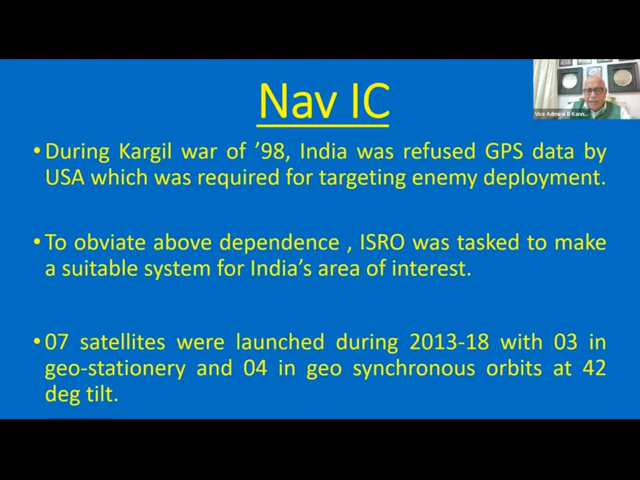 Nav IC
•During Kargil war of ’98, India was refused GPS data by
USA which was required for targeting enemy deployment.
•To obviate above dependence , ISRO was tasked to make
a suitable system for India’s area of interest.
•07 satellites were launched during 2013-18 with 03 in
geo-stationery and 04 in geo synchronous orbits at 42
deg tilt.
Vice Admiral B Kann...